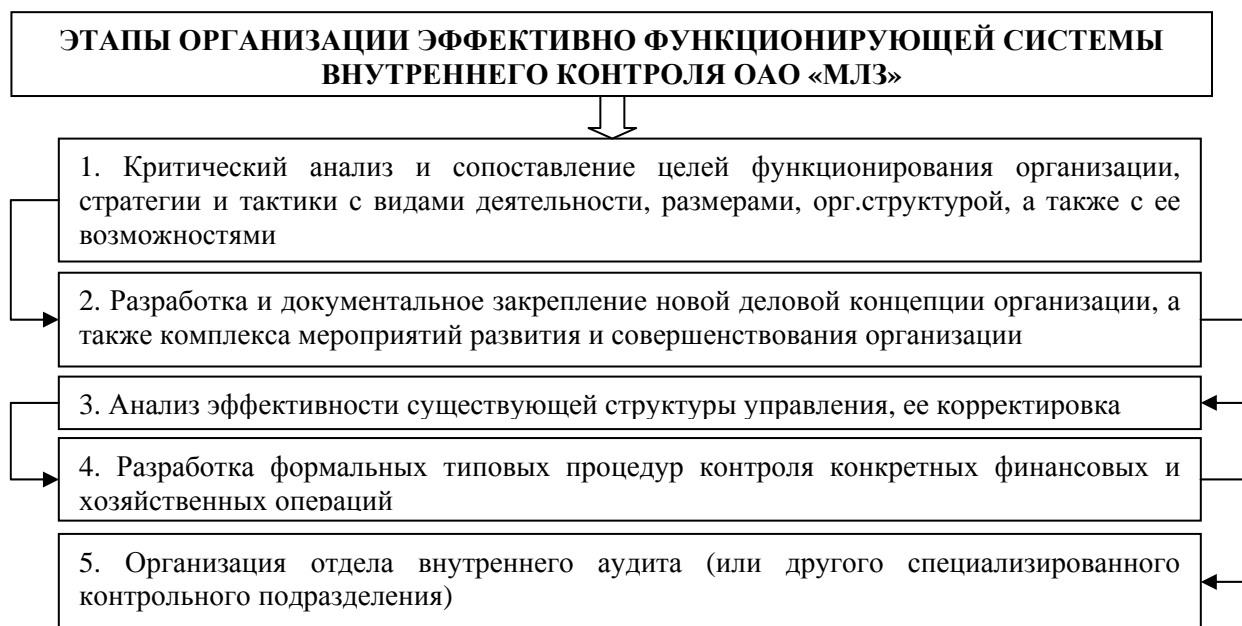 ЭТАПЫ ОРГАНИЗАЦИИ ЭФФЕКТИВНО ФУНКЦИОНИРУЮЩЕЙ СИСТЕМЫ
ВНУТРЕННЕГО КОНТРОЛЯ ОАО «МЛЗ»
1. Критический анализ и сопоставление целей функционирования организации,
стратегии и тактики с видами деятельности, размерами, орг.структурой, а также с ее
возможностями
2. Разработка и документальное закрепление новой деловой концепции организации, а
также комплекса мероприятий развития и совершенствования организации
3. Анализ эффективности существующей структуры управления, ее корректировка
4. Разработка формальных типовых процедур контроля конкретных финансовых и
хозяйственных операций
5. Организация отдела внутреннего аудита (или другого специализированного
контрольного подразделения)